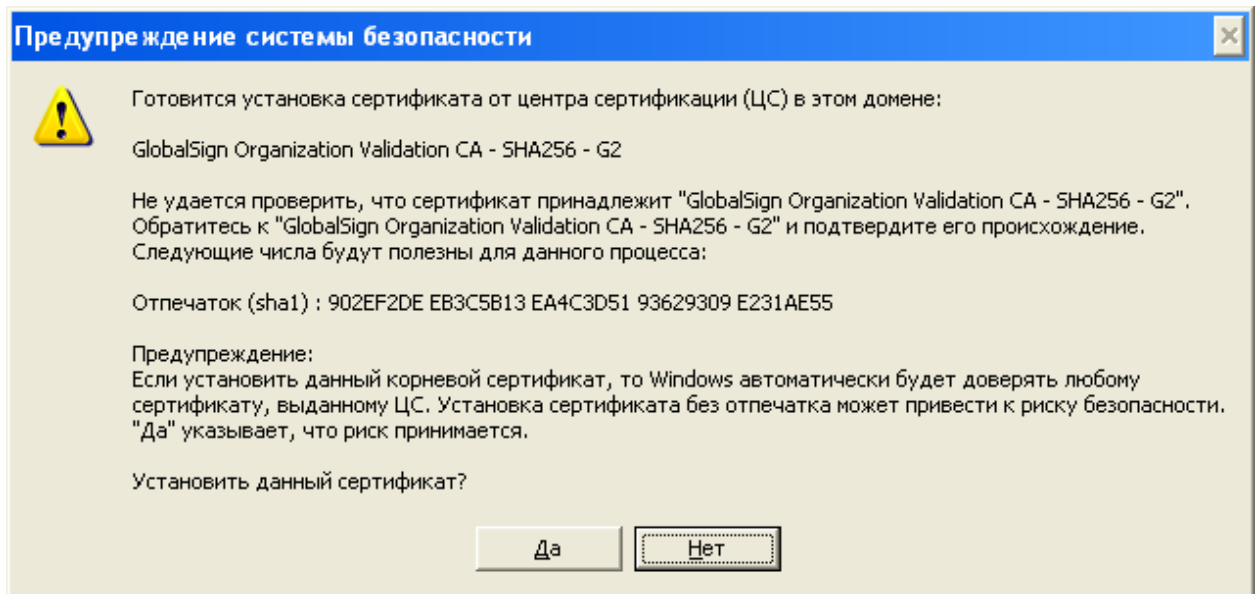 Предупреждение системы безопасности
Готовится установка сертификата от центра сертификации (ЦС) в этом домене:
GlobalSign Organization Validation CA - SHA256 - G2
Не удается проверить, что сертификат принадлежит "GlobalSign Organization Validation CA - SHA256 - G2".
Обратитесь к "GlobalSign Organization Validation CA - SHA256 - G2" и подтвердите его происхождение.
Следующие числа будут полезны для данного процесса:
Отпечаток (sha1) : 902EF2DE EB3C5B13 EA4C3D51 93629309 E231AE55
Предупреждение:
Если установить данный корневой сертификат, то Windows автоматически будет доверять любому
сертификату, выданному ЦС. Установка сертификата без отпечатка может привести к риску безопасности.
"Да" указывает, что риск принимается.
Установить данный сертификат?
Да
Нет